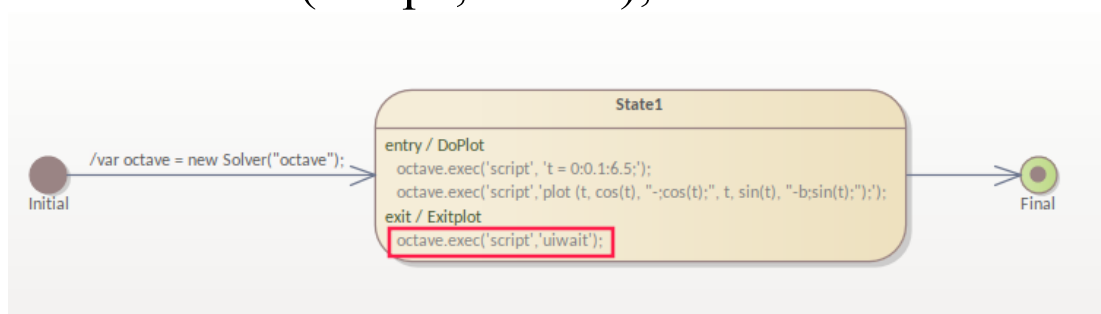 State1
/var octave = new Solver("octave");
entry / DoPlot
octave.exec('script', 't = 0:0.1:6.5;');
octave.exec('script','plot (t, cos(t), "-;cos(t);", t, sin(t), "-b;sin(t);");');
Initial
Final
exit / Exitplot
octave.exec('script','uiwait');